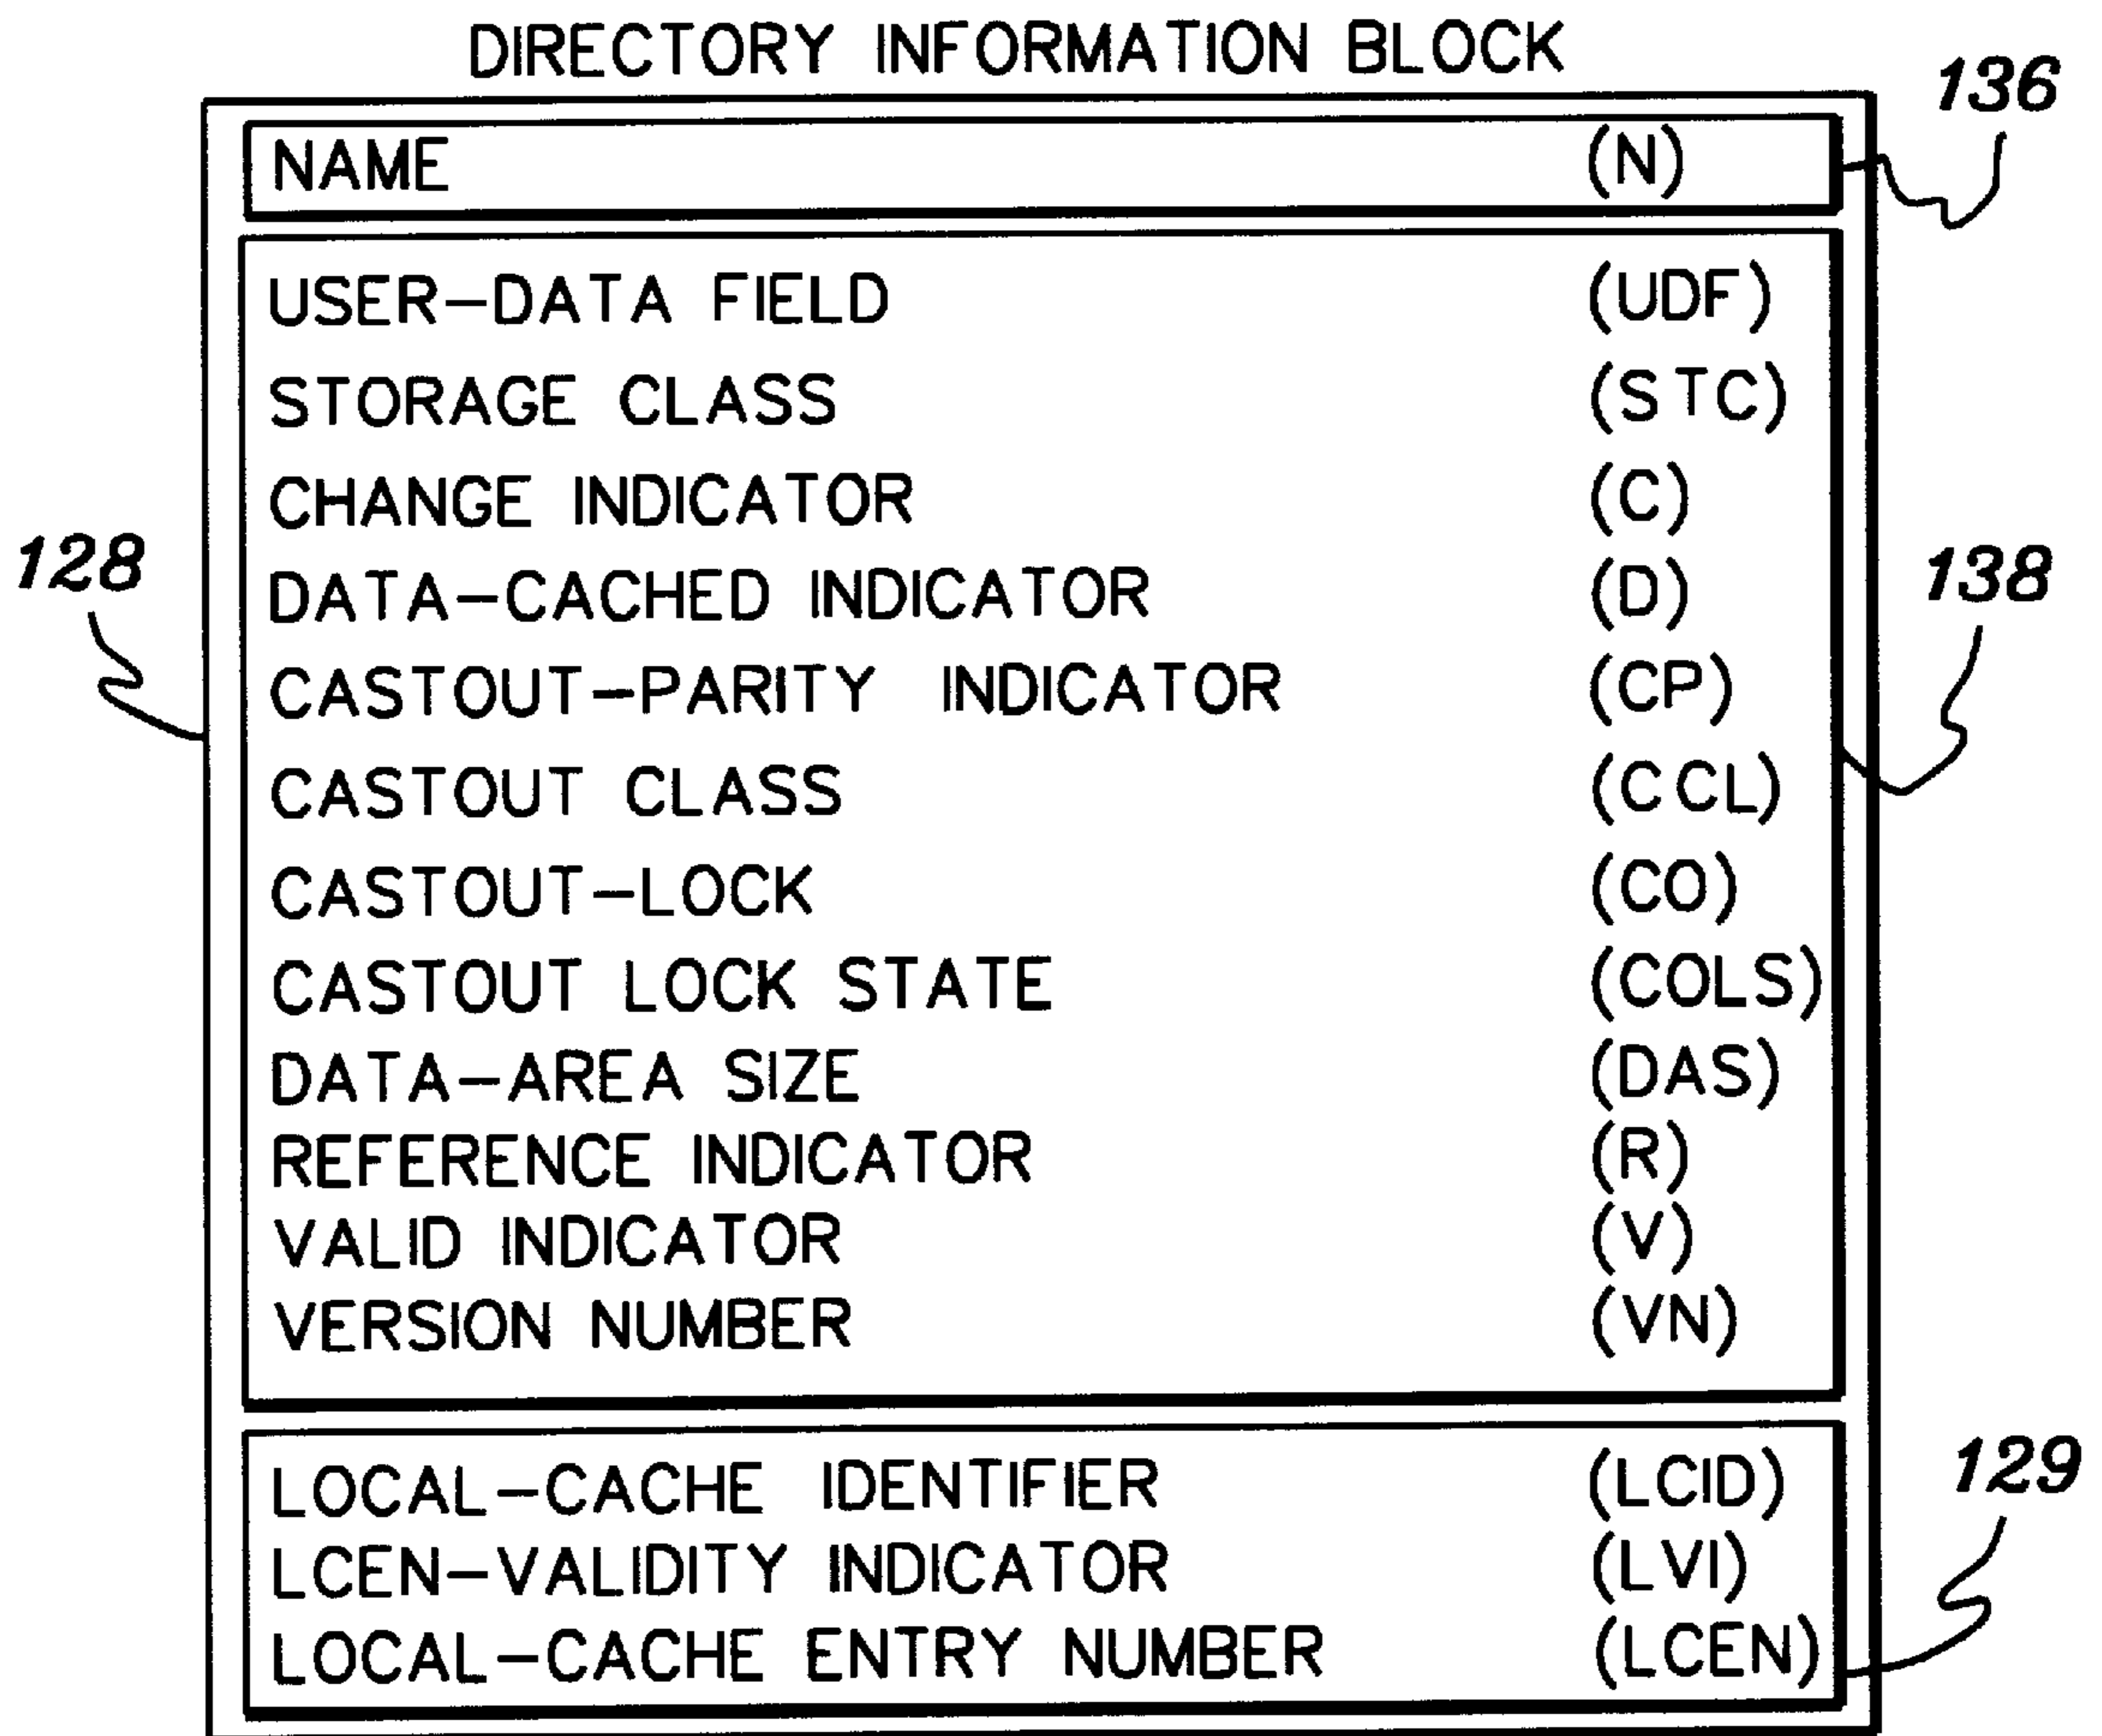 DIRECTORY INFORMATION BLOCK
136
NAME (N)
USER-DATA FIELD (UDF)
STORAGE CLASS (STC)
CHANGE INDICATOR (C)
128
DATA-CACHED INDICATOR (D)
138
CASTOUT-PARITY INDICATOR (CP)
CASTOUT CLASS (CCL)
CASTOUT-LOCK (CO)
CASTOUT LOCK STATE (COLS)
DATA-AREA SIZE (DAS)
REFERENCE INDICATOR (R)
VALID INDICATOR (V)
VERSION NUMBER (VN)
LOCAL-CACHE IDENTIFIER (LCID)
129
LCEN-VALIDITY INDICATOR (LVI)
LOCAL-CACHE ENTRY NUMBER (LCEN)